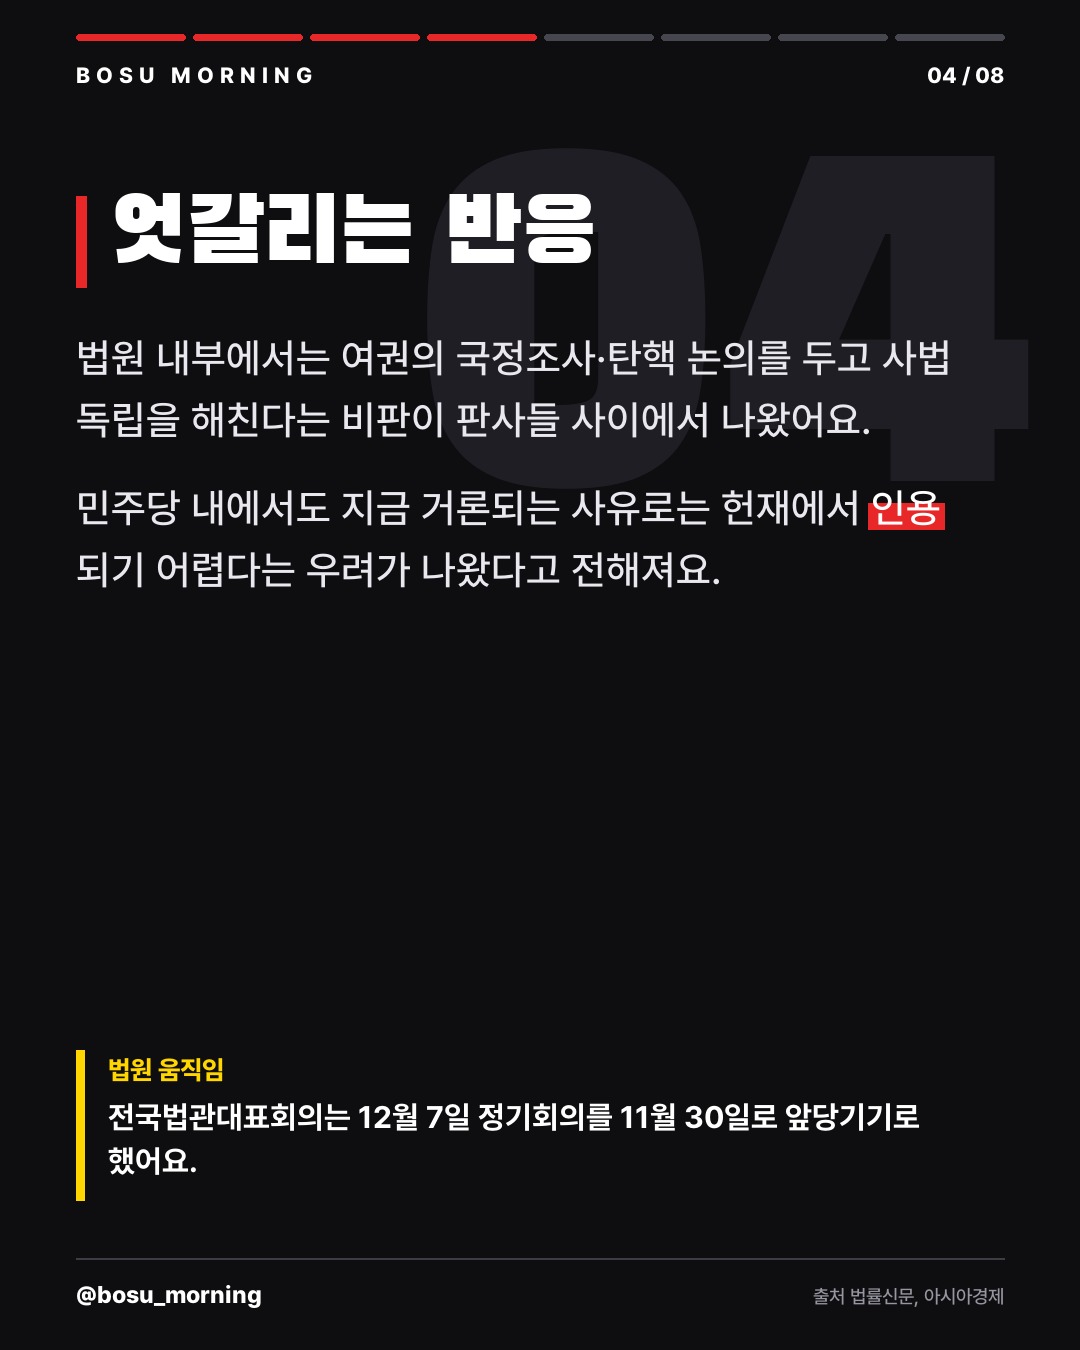 BOSU MORNING
04 / 08
04
엇갈리는 반응
법원 내부에서는 여권의 국정조사·탄핵 논의를 두고 사법
독립을 해친다는 비판이 판사들 사이에서 나왔어요.
민주당 내에서도 지금 거론되는 사유로는 헌재에서 인용
되기 어렵다는 우려가 나왔다고 전해져요.
법원 움직임
전국법관대표회의는 12월 7일 정기회의를 11월 30일로 앞당기기로
했어요.
@bosu_morning
출처 법률신문, 아시아경제